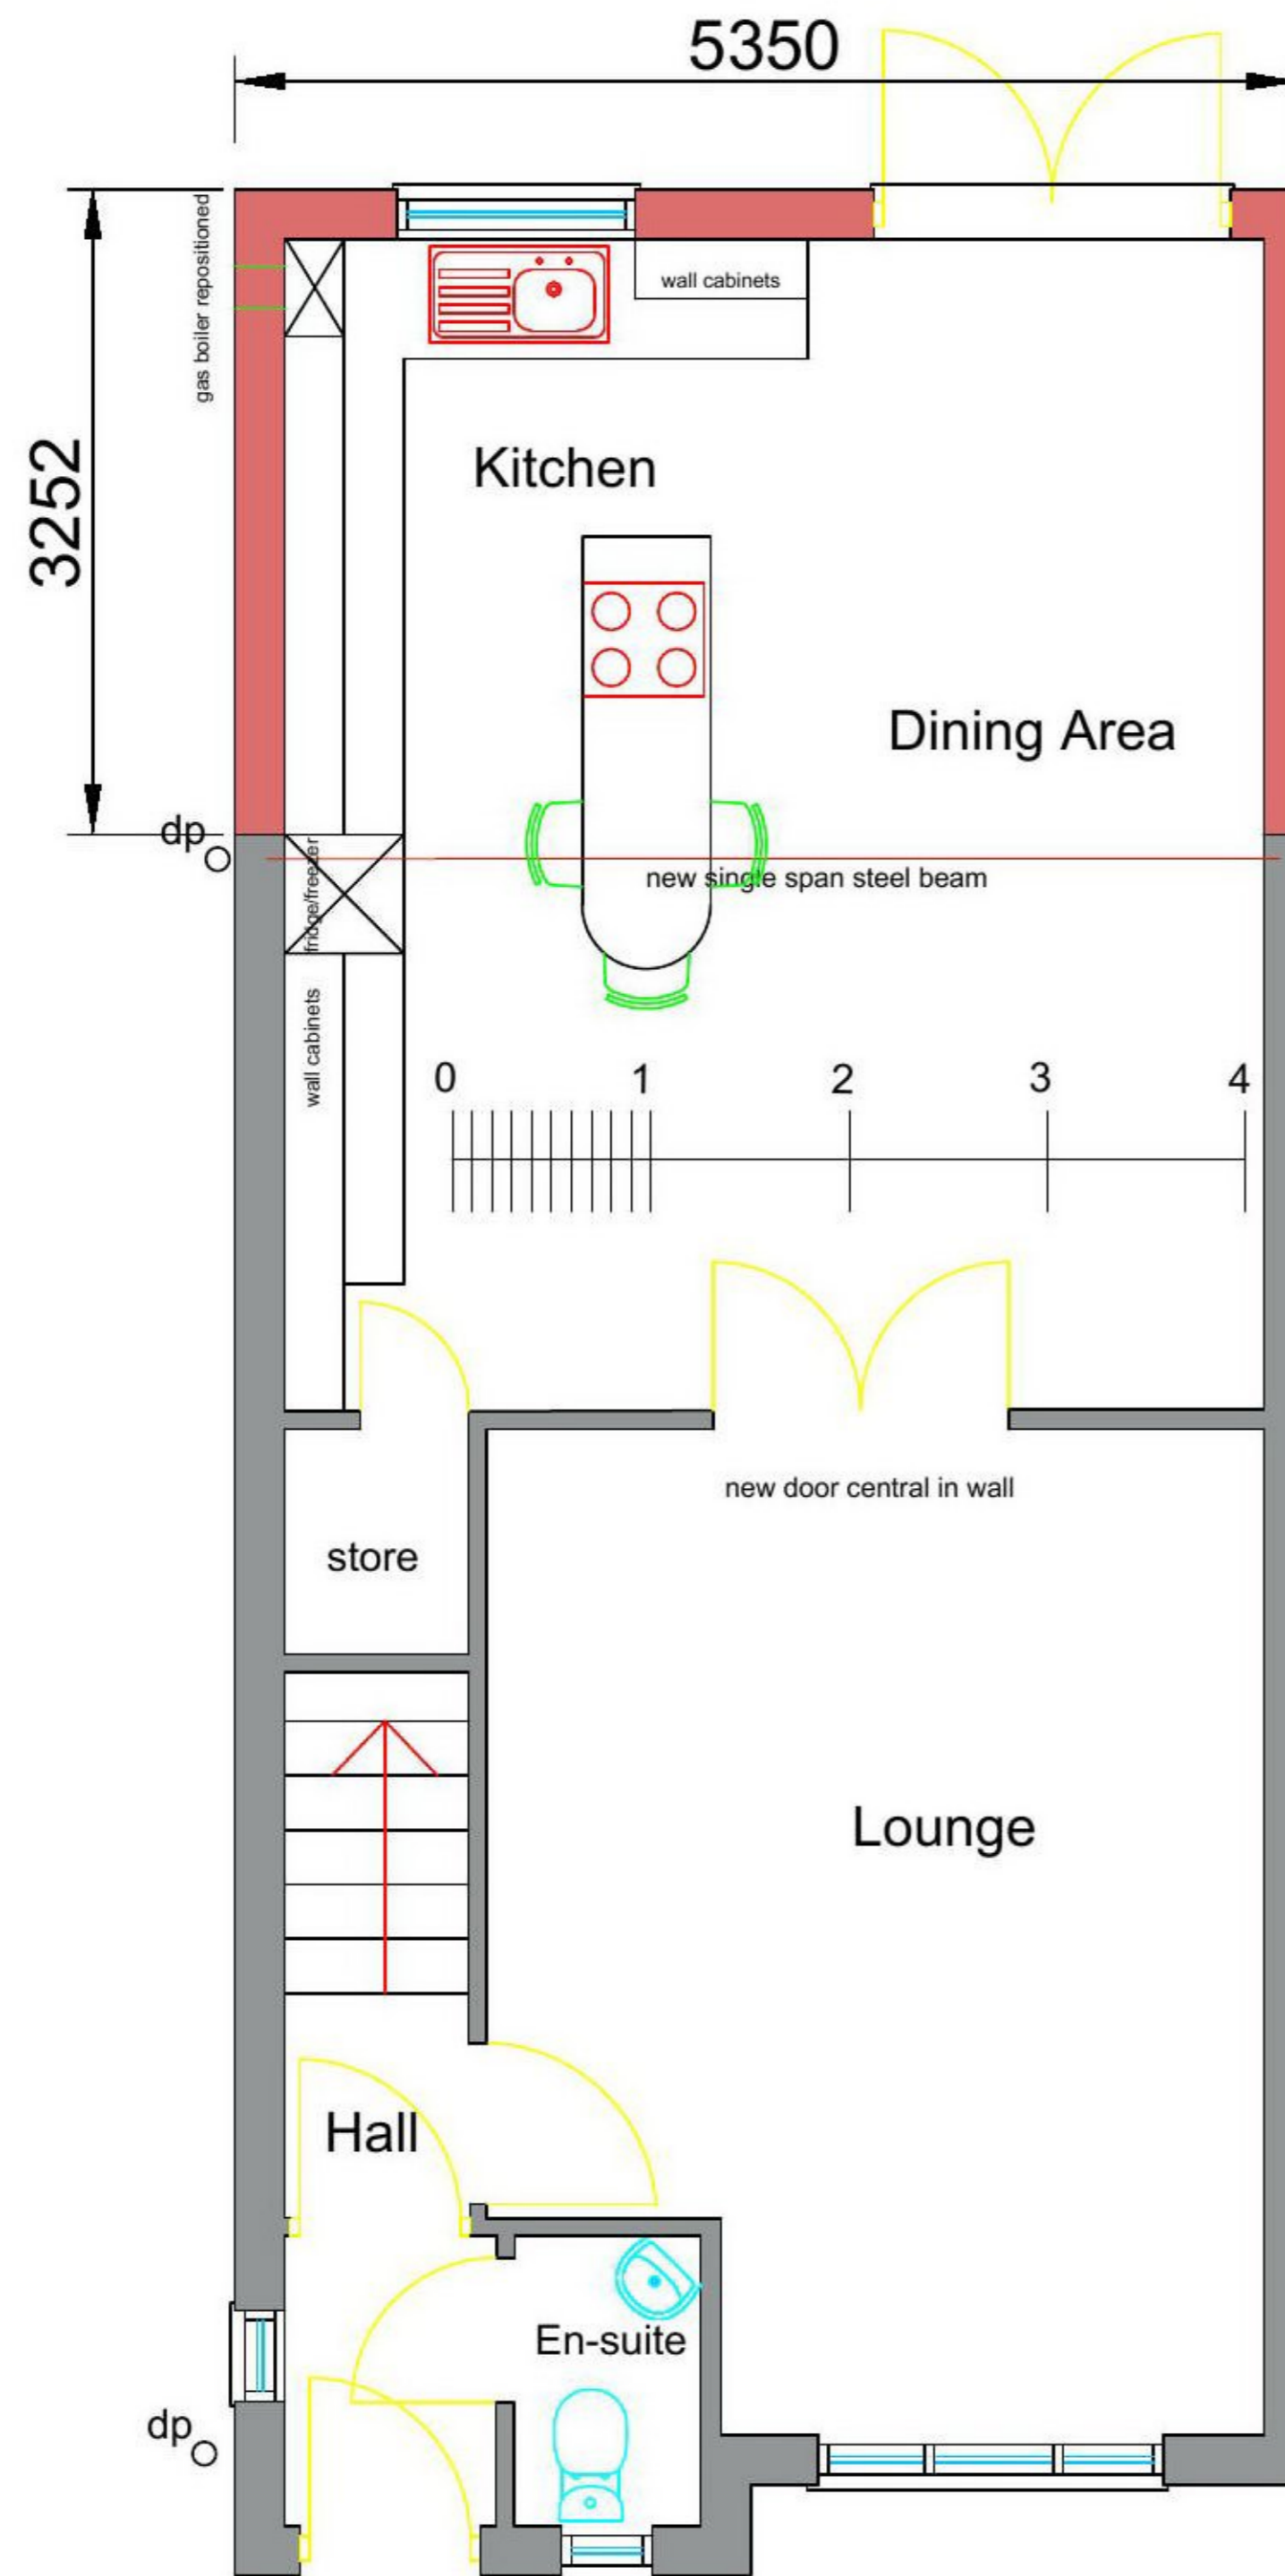 5350
gas boiler repositioned
wall cabinets
3252
Kitchen
Dining Area
dp
fridge/freezer
new single span steel beam
wall cabinets
0 1 2 3 4
new door central in wall
store
Lounge
Hall
En-suite
dp